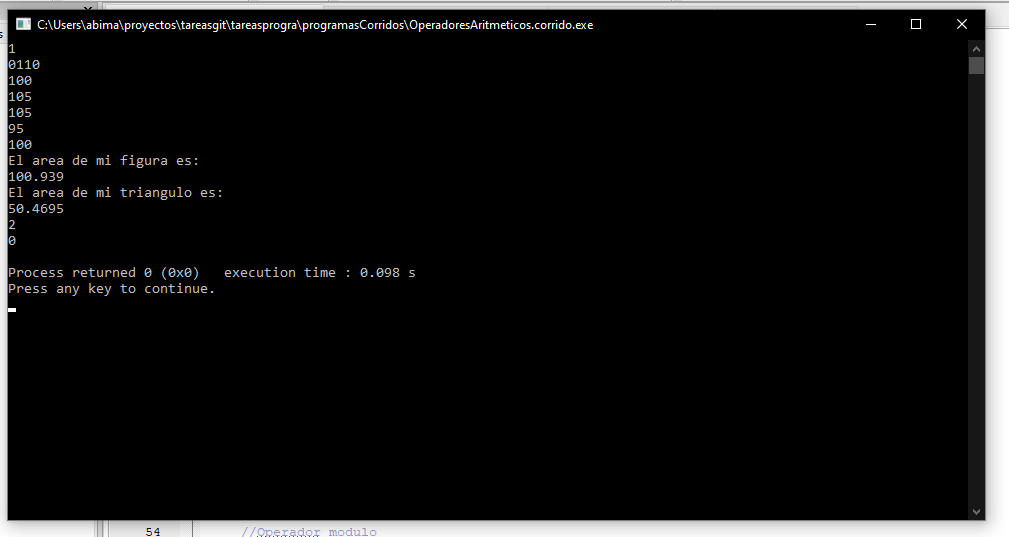 C:\Users\abima\proyectos\tareasgit\tareasprogra\programasCorridos\OperadoresAritmeticos.corrido.exe
s
1
0110
100
105
105
95
100
El area de mi figura es:
100.939
El area de mi triangulo es:
50.4695
2
0
Process returned 0 (0x0)   execution time : 0.098 s
Press any key to continue.
54 //Operador modulo